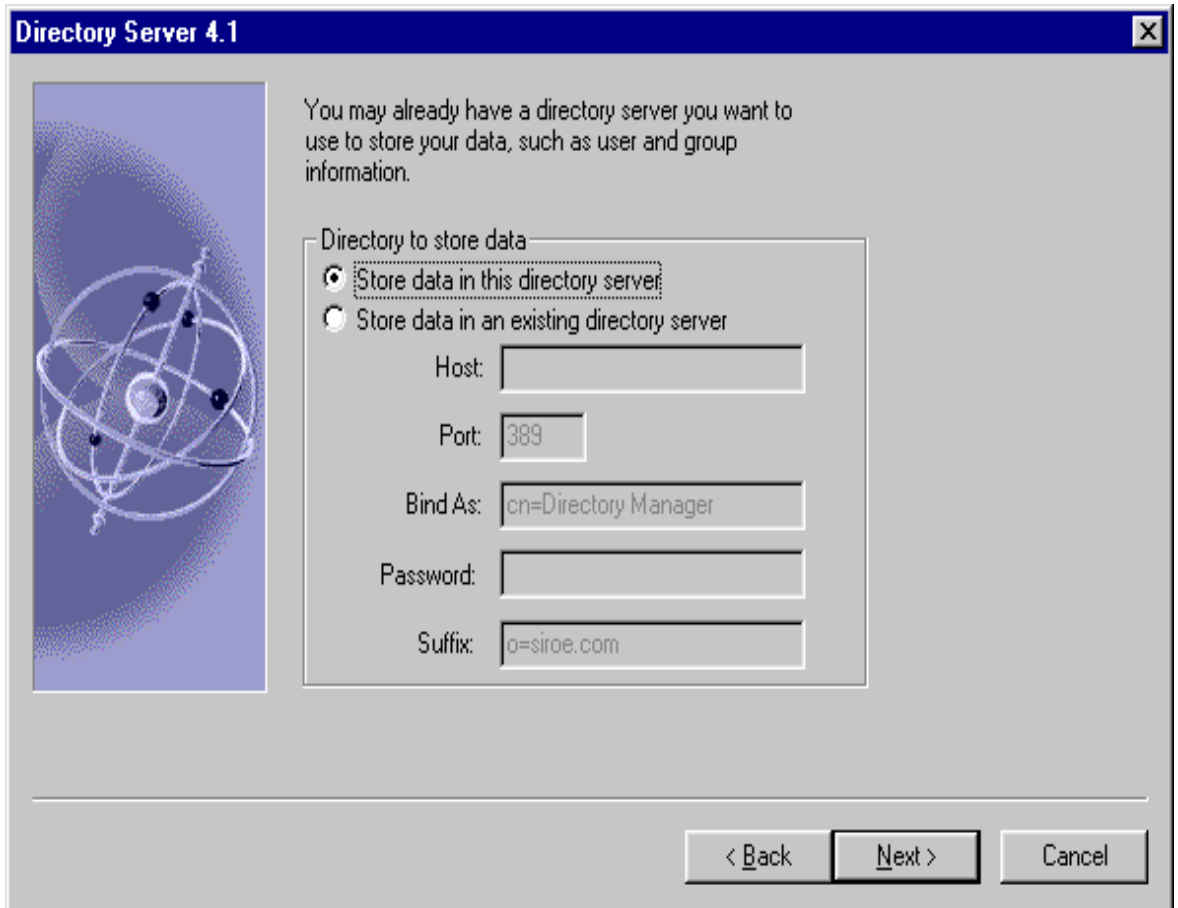 Directory Server 4.1
You may already have a directory server you want to
use to store your data, such as user and group
information.
Directory to store data
Store data in this directory server
Store data in an existing directory server
Host:
Port: 389
Bind As: cn=Directory Manager
Password:
Suffix: o=siroe.com
< Back Next > Cancel